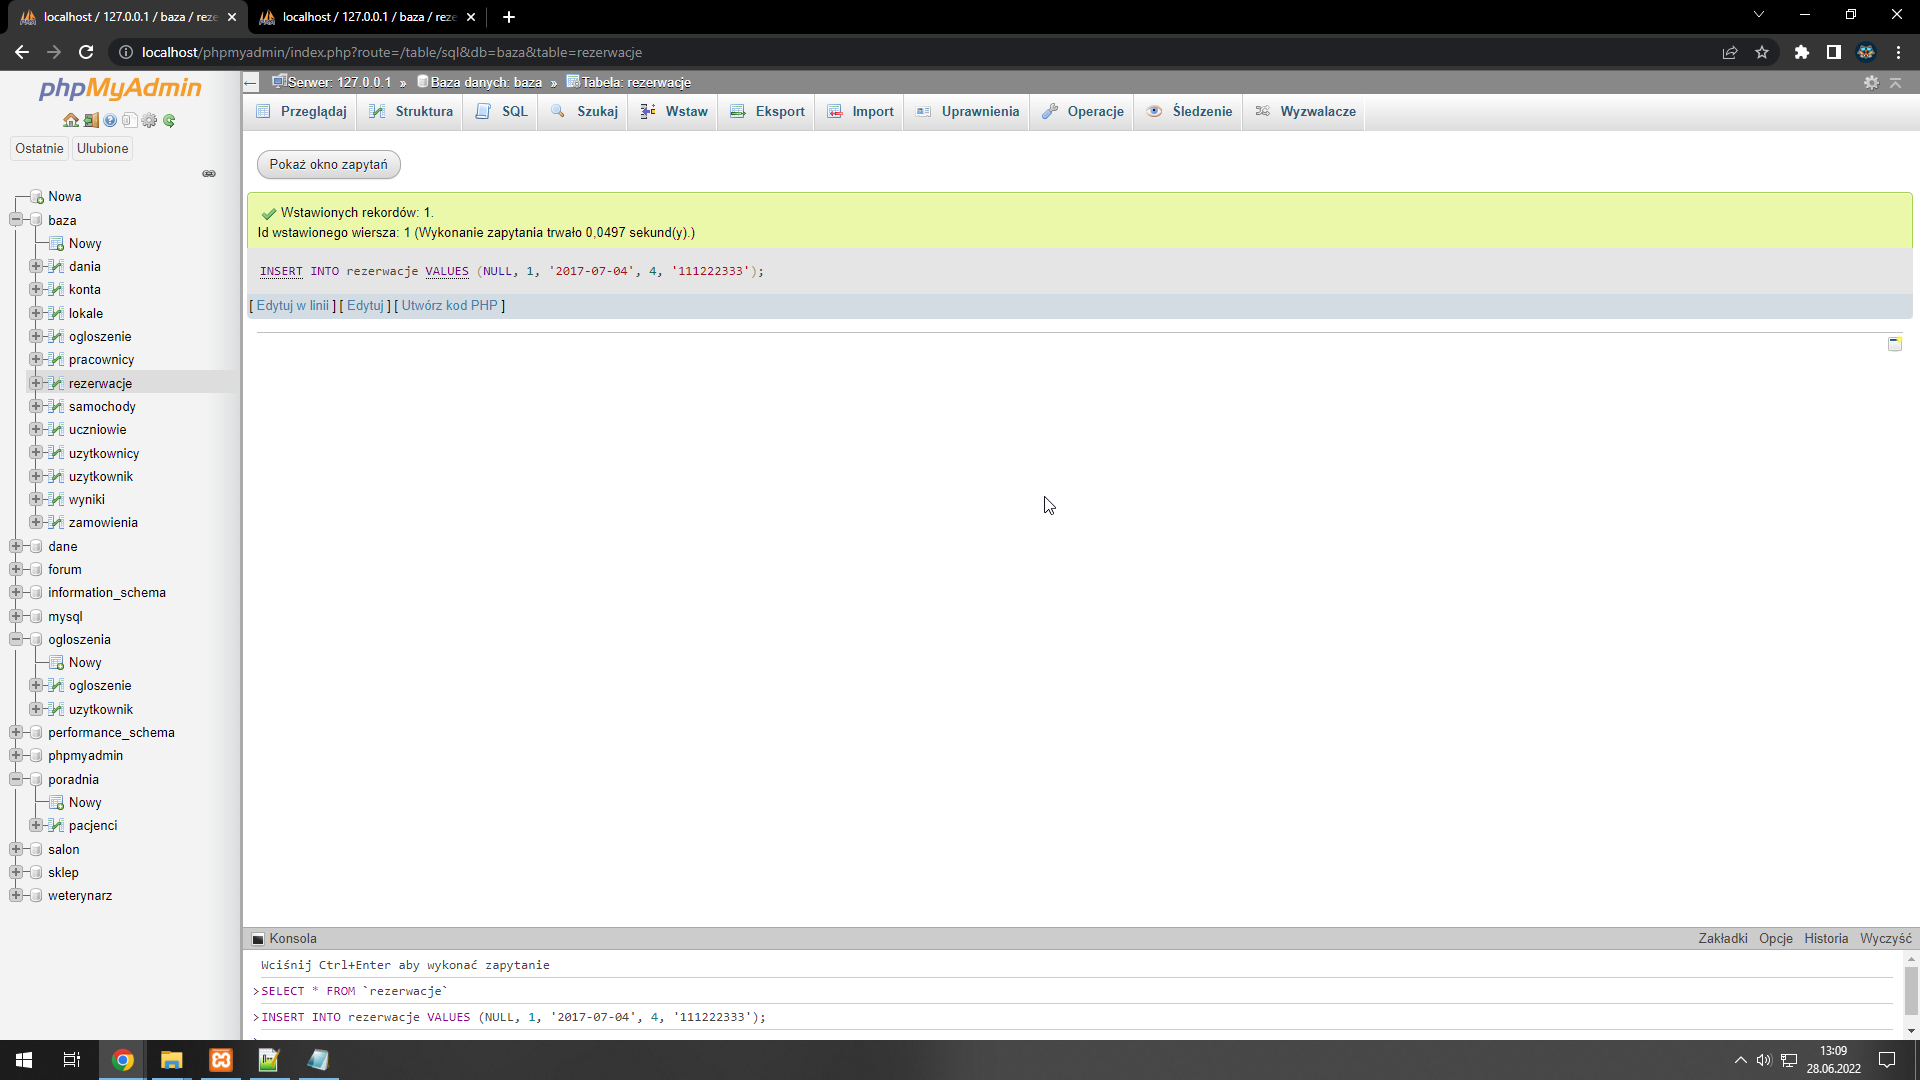 localhost / 127.0.0.1 / baza / reze
localhost / 127.0.0.1 / baza / reze
localhost/phpmyadmin/index.php?route=/table/sql&db=baza&table=rezerwacje
phpMyAdmin
Ostatnie
Ulubione
Nowa
baza
Nowy
dania
konta
lokale
ogloszenie
pracownicy
rezerwacje
samochody
uczniowie
uzytkownicy
uzytkownik
wyniki
zamowienia
dane
forum
information_schema
mysql
ogloszenia
Nowy
ogloszenie
uzytkownik
performance_schema
phpmyadmin
poradnia
Nowy
pacjenci
salon
sklep
weterynarz
Serwer: 127.0.0.1 » Baza danych: baza » Tabela: rezerwacje
Przeglądaj Struktura SQL Szukaj Wstaw Eksport Import Uprawnienia Operacje Śledzenie Wyzwalacze
Pokaż okno zapytań
Wstawionych rekordów: 1.
Id wstawionego wiersza: 1 (Wykonanie zapytania trwało 0,0497 sekund(y).)
INSERT INTO rezerwacje VALUES (NULL, 1, '2017-07-04', 4, '111222333');
[ Edytuj w linii ] [ Edytuj ] [ Utwórz kod PHP ]
Konsola
Zakładki Opcje Historia Wyczyść
Wciśnij Ctrl+Enter aby wykonać zapytanie
>SELECT * FROM `rezerwacje`
>INSERT INTO rezerwacje VALUES (NULL, 1, '2017-07-04', 4, '111222333');
13:09
28.06.2022